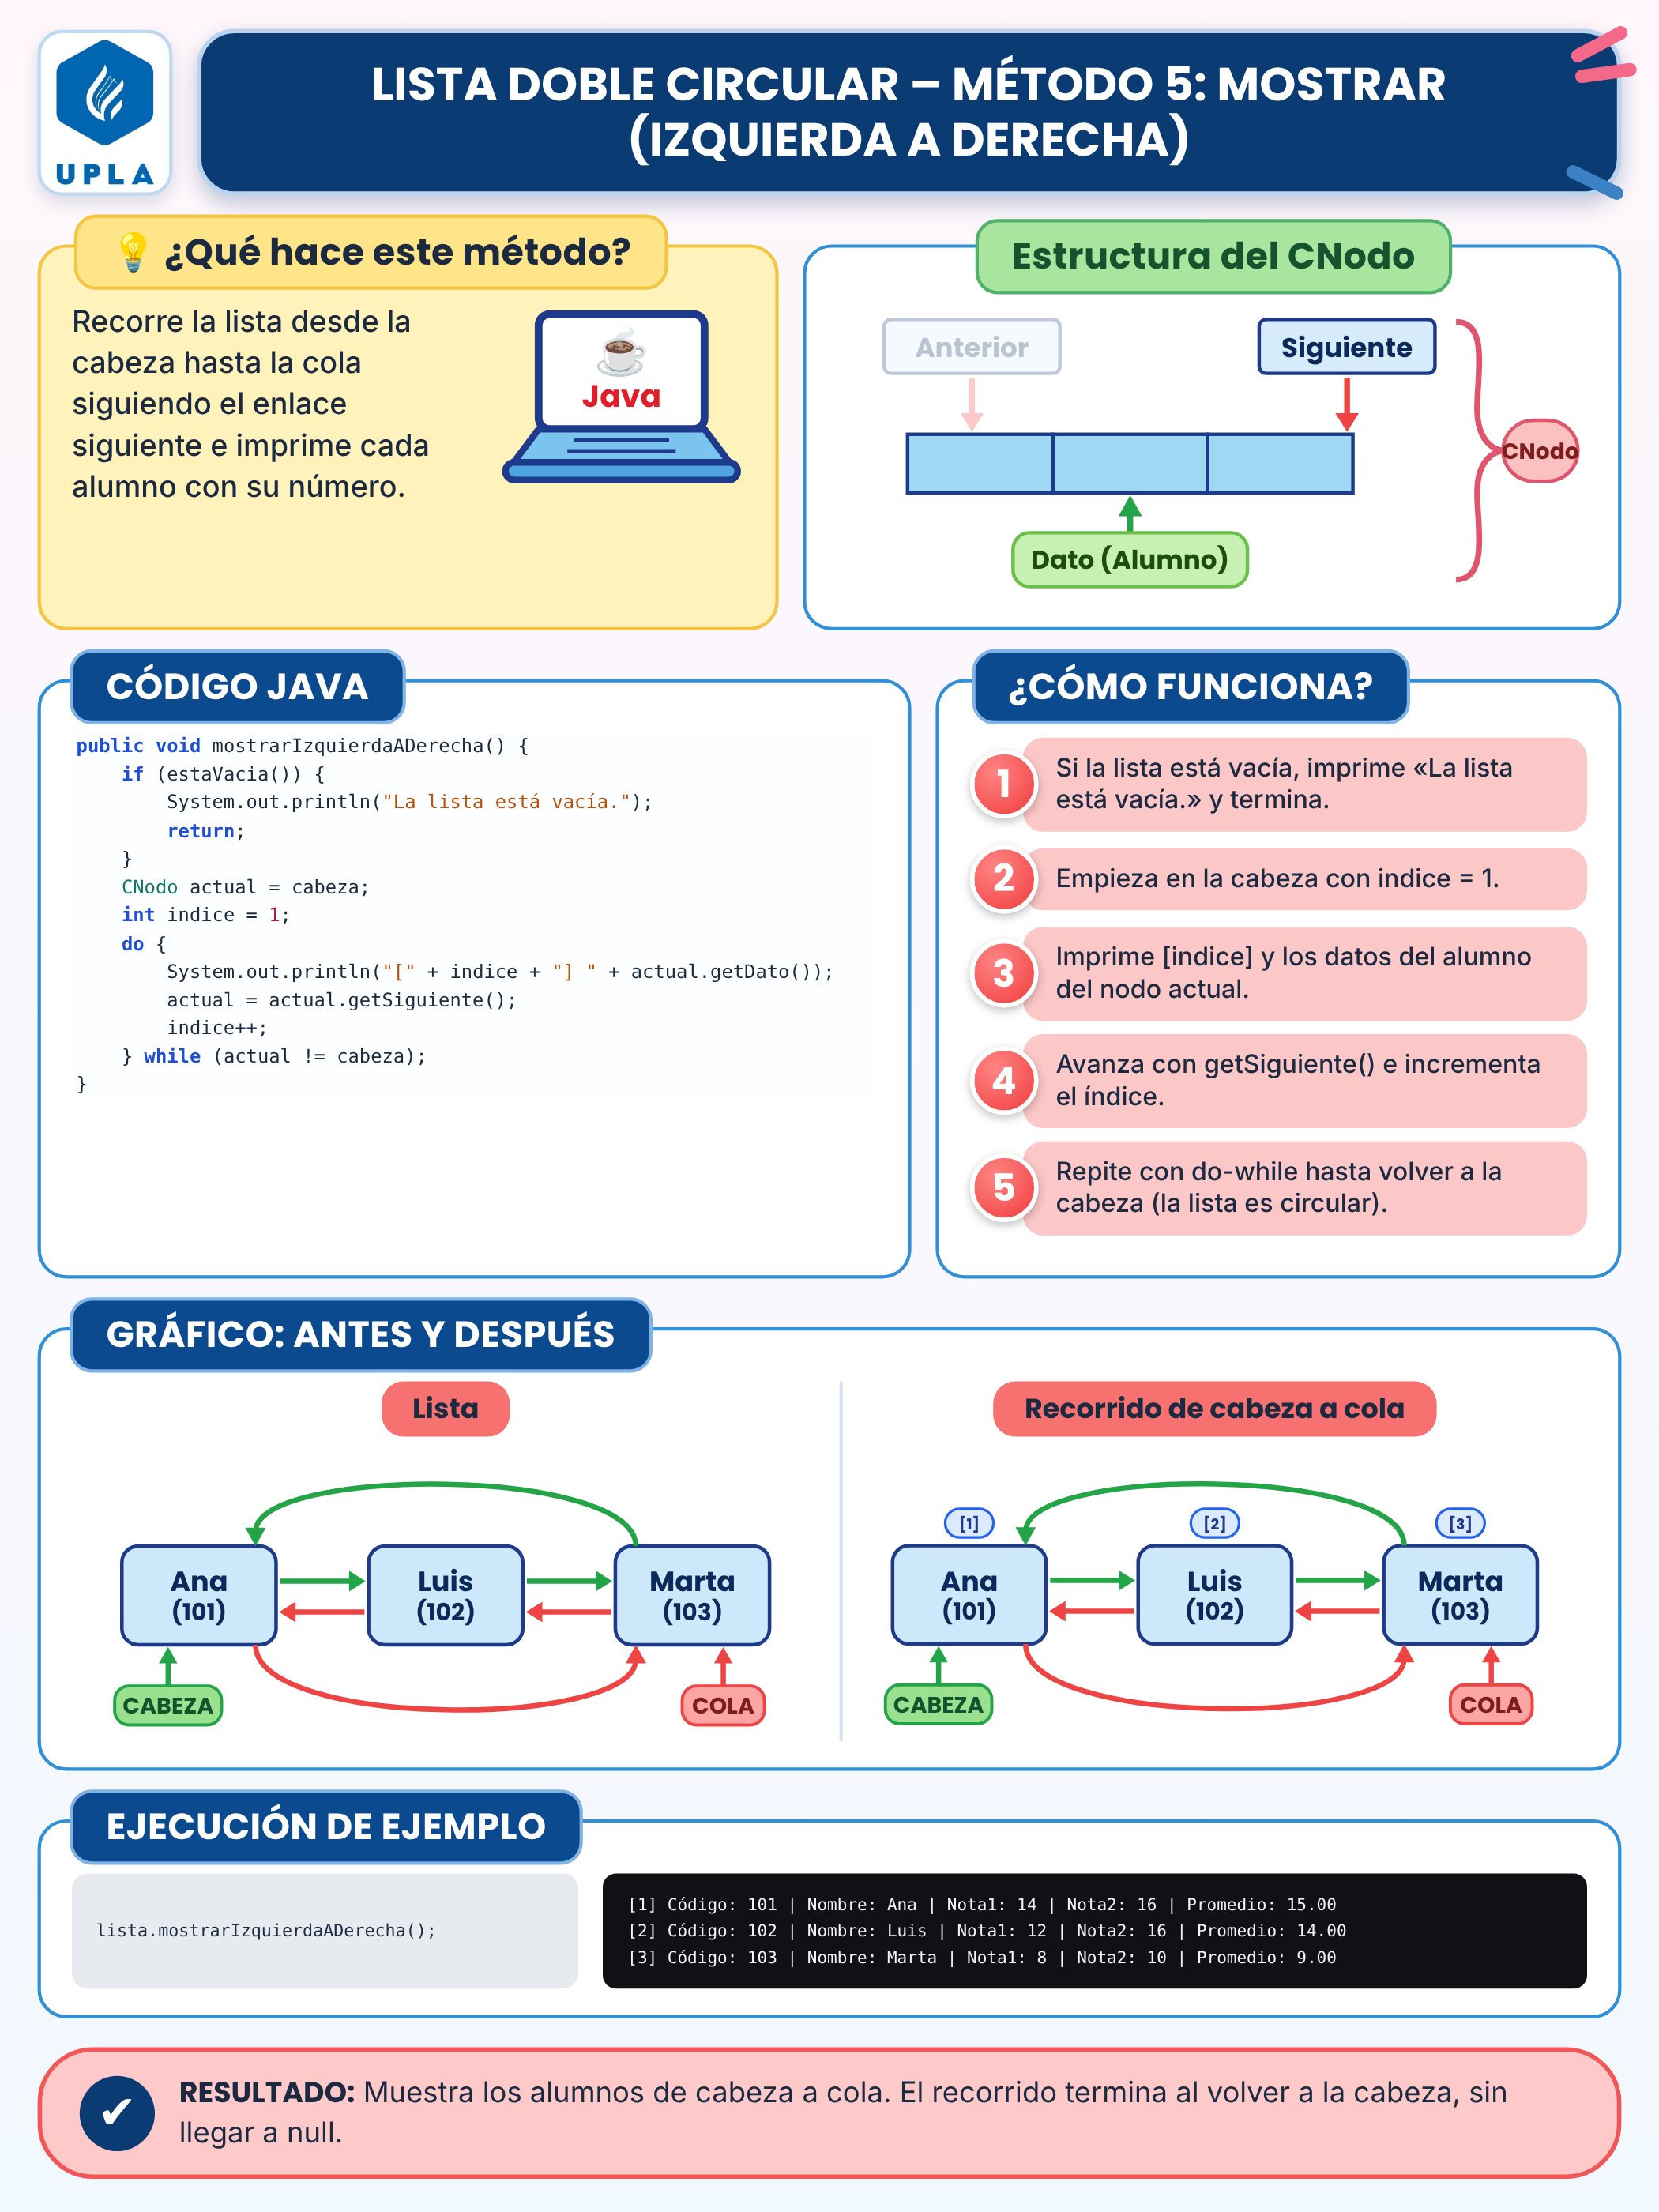 UPLA
LISTA DOBLE CIRCULAR – MÉTODO 5: MOSTRAR
(IZQUIERDA A DERECHA)
💡 ¿Qué hace este método?
Recorre la lista desde la
cabeza hasta la cola
siguiendo el enlace
siguiente e imprime cada
alumno con su número.
Java
Estructura del CNodo
Anterior
Siguiente
CNodo
Dato (Alumno)
CÓDIGO JAVA
public void mostrarIzquierdaADerecha() {
    if (estaVacia()) {
        System.out.println("La lista está vacía.");
        return;
    }
    CNodo actual = cabeza;
    int indice = 1;
    do {
        System.out.println("[" + indice + "] " + actual.getDato());
        actual = actual.getSiguiente();
        indice++;
    } while (actual != cabeza);
}
¿CÓMO FUNCIONA?
1
Si la lista está vacía, imprime «La lista
está vacía.» y termina.
2
Empieza en la cabeza con indice = 1.
3
Imprime [indice] y los datos del alumno
del nodo actual.
4
Avanza con getSiguiente() e incrementa
el índice.
5
Repite con do-while hasta volver a la
cabeza (la lista es circular).
GRÁFICO: ANTES Y DESPUÉS
Lista
Ana
(101)
Luis
(102)
Marta
(103)
CABEZA
COLA
Recorrido de cabeza a cola
[1]
[2]
[3]
Ana
(101)
Luis
(102)
Marta
(103)
CABEZA
COLA
EJECUCIÓN DE EJEMPLO
lista.mostrarIzquierdaADerecha();
[1] Código: 101 | Nombre: Ana | Nota1: 14 | Nota2: 16 | Promedio: 15.00
[2] Código: 102 | Nombre: Luis | Nota1: 12 | Nota2: 16 | Promedio: 14.00
[3] Código: 103 | Nombre: Marta | Nota1: 8 | Nota2: 10 | Promedio: 9.00
✔
RESULTADO: Muestra los alumnos de cabeza a cola. El recorrido termina al volver a la cabeza, sin
llegar a null.